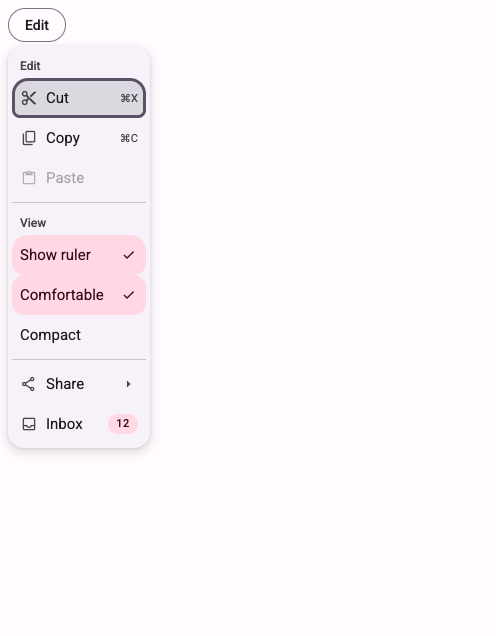 Edit
Edit
Cut ⌘X
Copy ⌘C
Paste
View
Show ruler
Comfortable
Compact
Share
Inbox 12